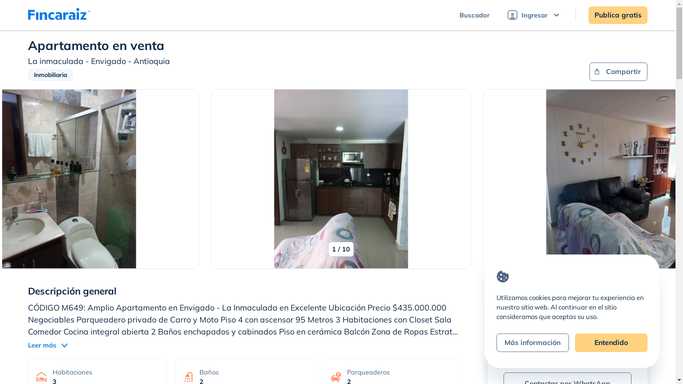 Fincaraiz
Buscador
Ingresar
Publica gratis
Apartamento en venta
La inmaculada - Envigado - Antioquia
Inmobiliaria
Compartir
1 / 10
Descripción general
CÓDIGO M649: Amplio Apartamento en Envigado - La Inmaculada en Excelente Ubicación Precio $435.000.000
Negociables Parqueadero privado de Carro y Moto Piso 4 con ascensor 95 Metros 3 Habitaciones con Closet Sala
Comedor Cocina integral abierta 2 Baños enchapados y cabinados Piso en cerámica Balcón Zona de Ropas Estrat...
Leer más
Habitaciones
3
Baños
2
Parqueaderos
2
Utilizamos cookies para mejorar tu experiencia en
nuestro sitio web. Al continuar en el sitio
consideramos que aceptas su uso.
Más información
Entendido
Contactar por WhatsApp